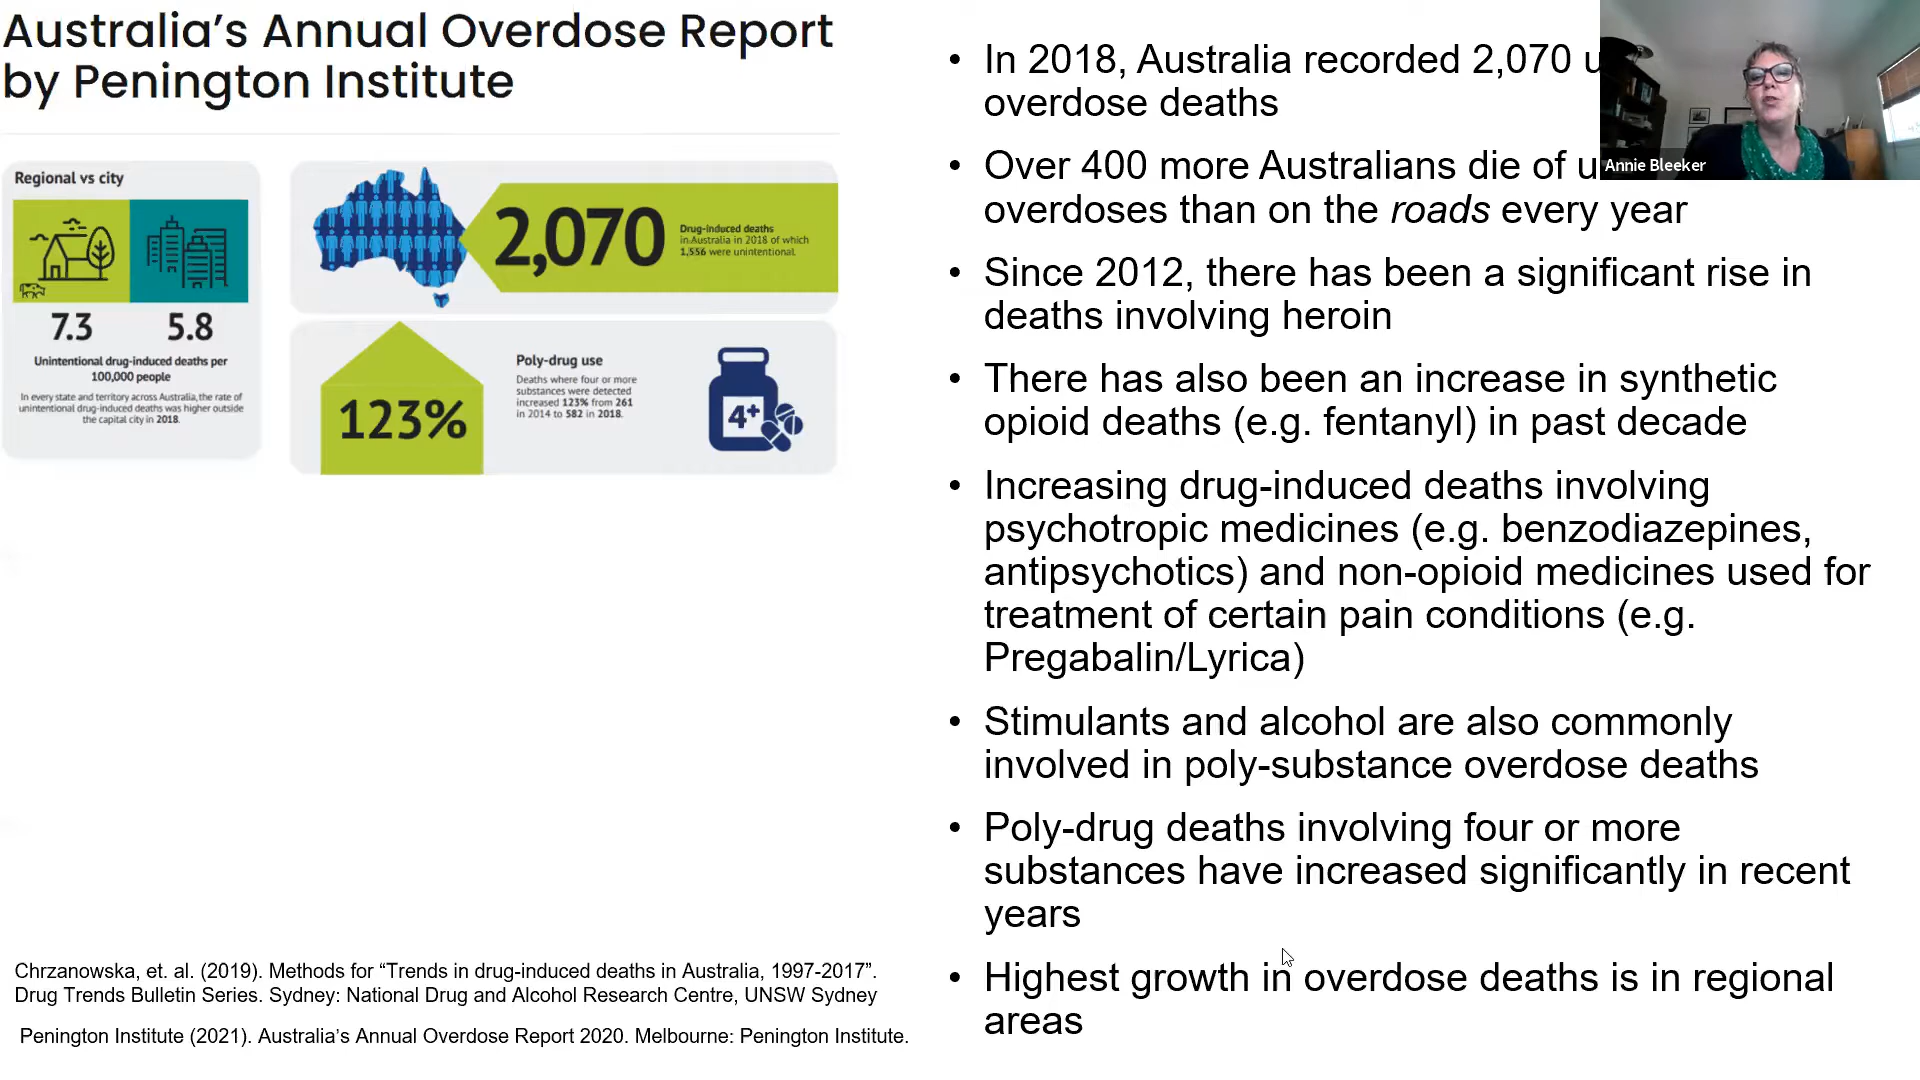 Australia's Annual Overdose Report
by Penington Institute
Regional vs city
7.3 5.8
Unintentional drug-induced deaths per
100,000 people
In every state and territory across Australia, the rate of
unintentional drug-induced deaths was higher outside
the capital city in 2018.
2,070
Drug-induced deaths
in Australia in 2018 of which
1,556 were unintentional.
123%
Poly-drug use
Deaths where four or more
substances were detected
increased 123% from 261
in 2014 to 582 in 2018.
4+
Chrzanowska, et. al. (2019). Methods for “Trends in drug-induced deaths in Australia, 1997-2017”.
Drug Trends Bulletin Series. Sydney: National Drug and Alcohol Research Centre, UNSW Sydney
Penington Institute (2021). Australia’s Annual Overdose Report 2020. Melbourne: Penington Institute.
• In 2018, Australia recorded 2,070
overdose deaths
• Over 400 more Australians die of
overdoses than on the roads every year
• Since 2012, there has been a significant rise in
deaths involving heroin
• There has also been an increase in synthetic
opioid deaths (e.g. fentanyl) in past decade
• Increasing drug-induced deaths involving
psychotropic medicines (e.g. benzodiazepines,
antipsychotics) and non-opioid medicines used for
treatment of certain pain conditions (e.g.
Pregabalin/Lyrica)
• Stimulants and alcohol are also commonly
involved in poly-substance overdose deaths
• Poly-drug deaths involving four or more
substances have increased significantly in recent
years
• Highest growth in overdose deaths is in regional
areas
Annie Bleeker